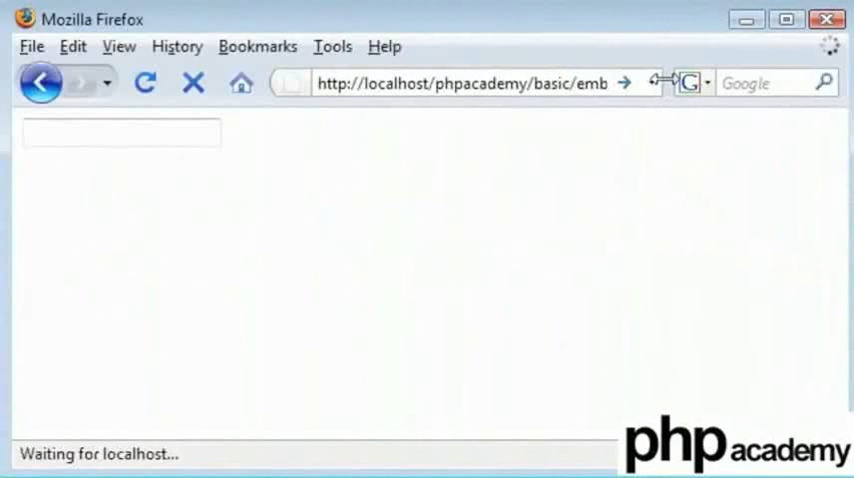 Mozilla Firefox
File Edit View History Bookmarks Tools Help
http://localhost/phpacademy/basic/emb G Google
Waiting for localhost...
php academy